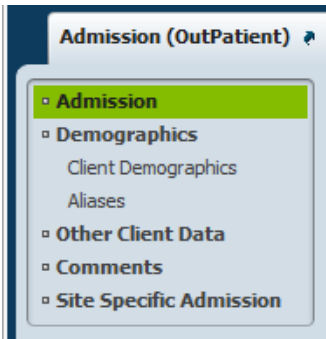 Admission (OutPatient)
Admission
Demographics
Client Demographics
Aliases
Other Client Data
Comments
Site Specific Admission